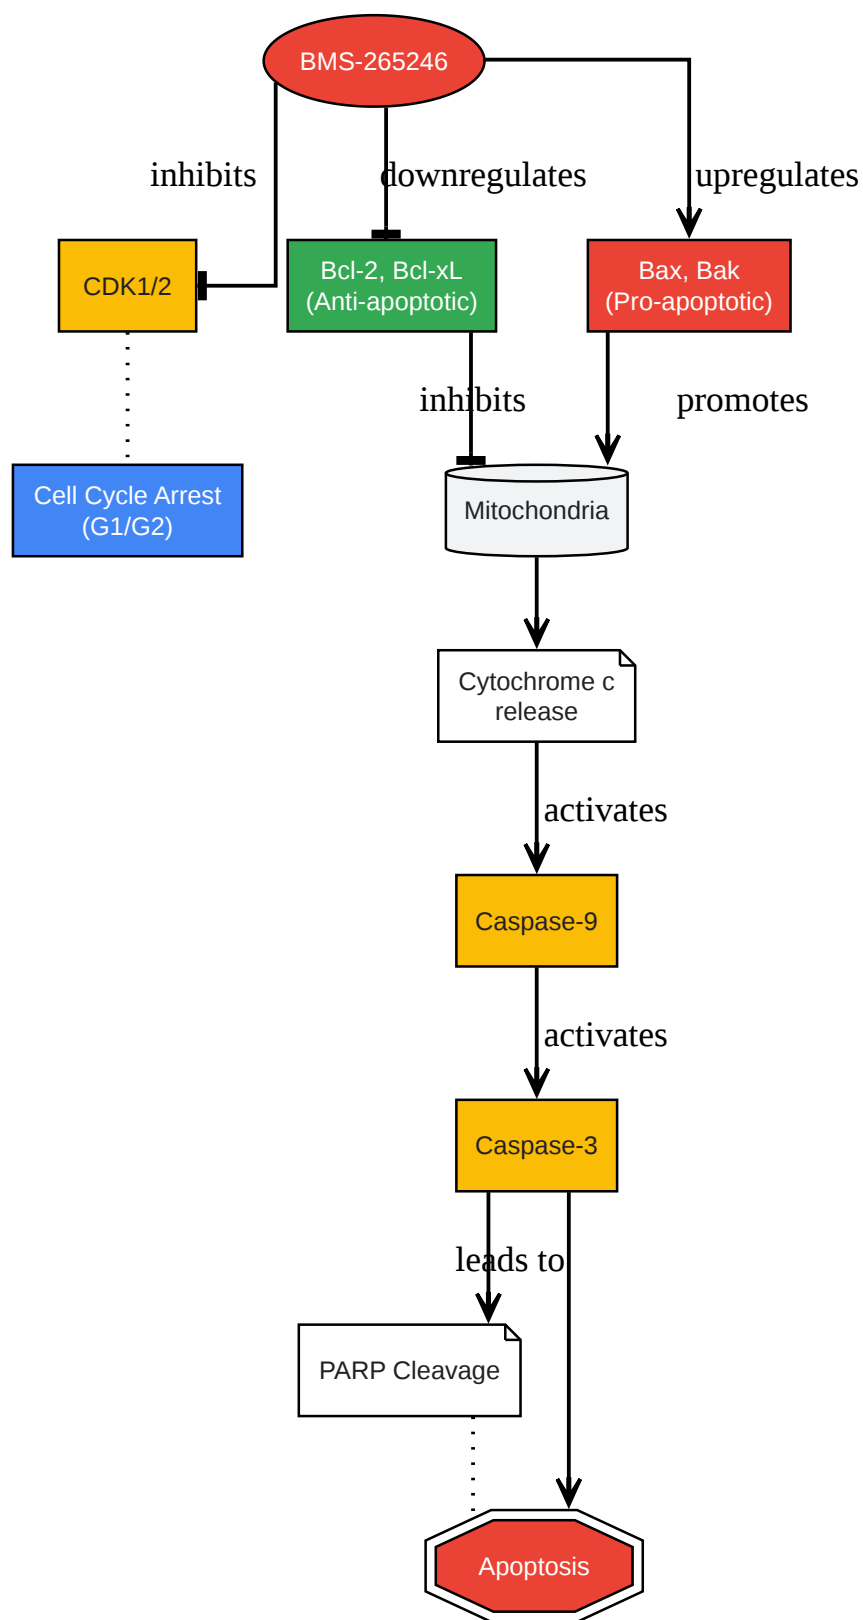 BMS-265246
inhibits
downregulates
upregulates
CDK1/2
Bcl-2, Bcl-xL
(Anti-apoptotic)
Bax, Bak
(Pro-apoptotic)
inhibits
promotes
Cell Cycle Arrest
(G1/G2)
Mitochondria
Cytochrome c
release
activates
Caspase-9
activates
Caspase-3
leads to
PARP Cleavage
Apoptosis